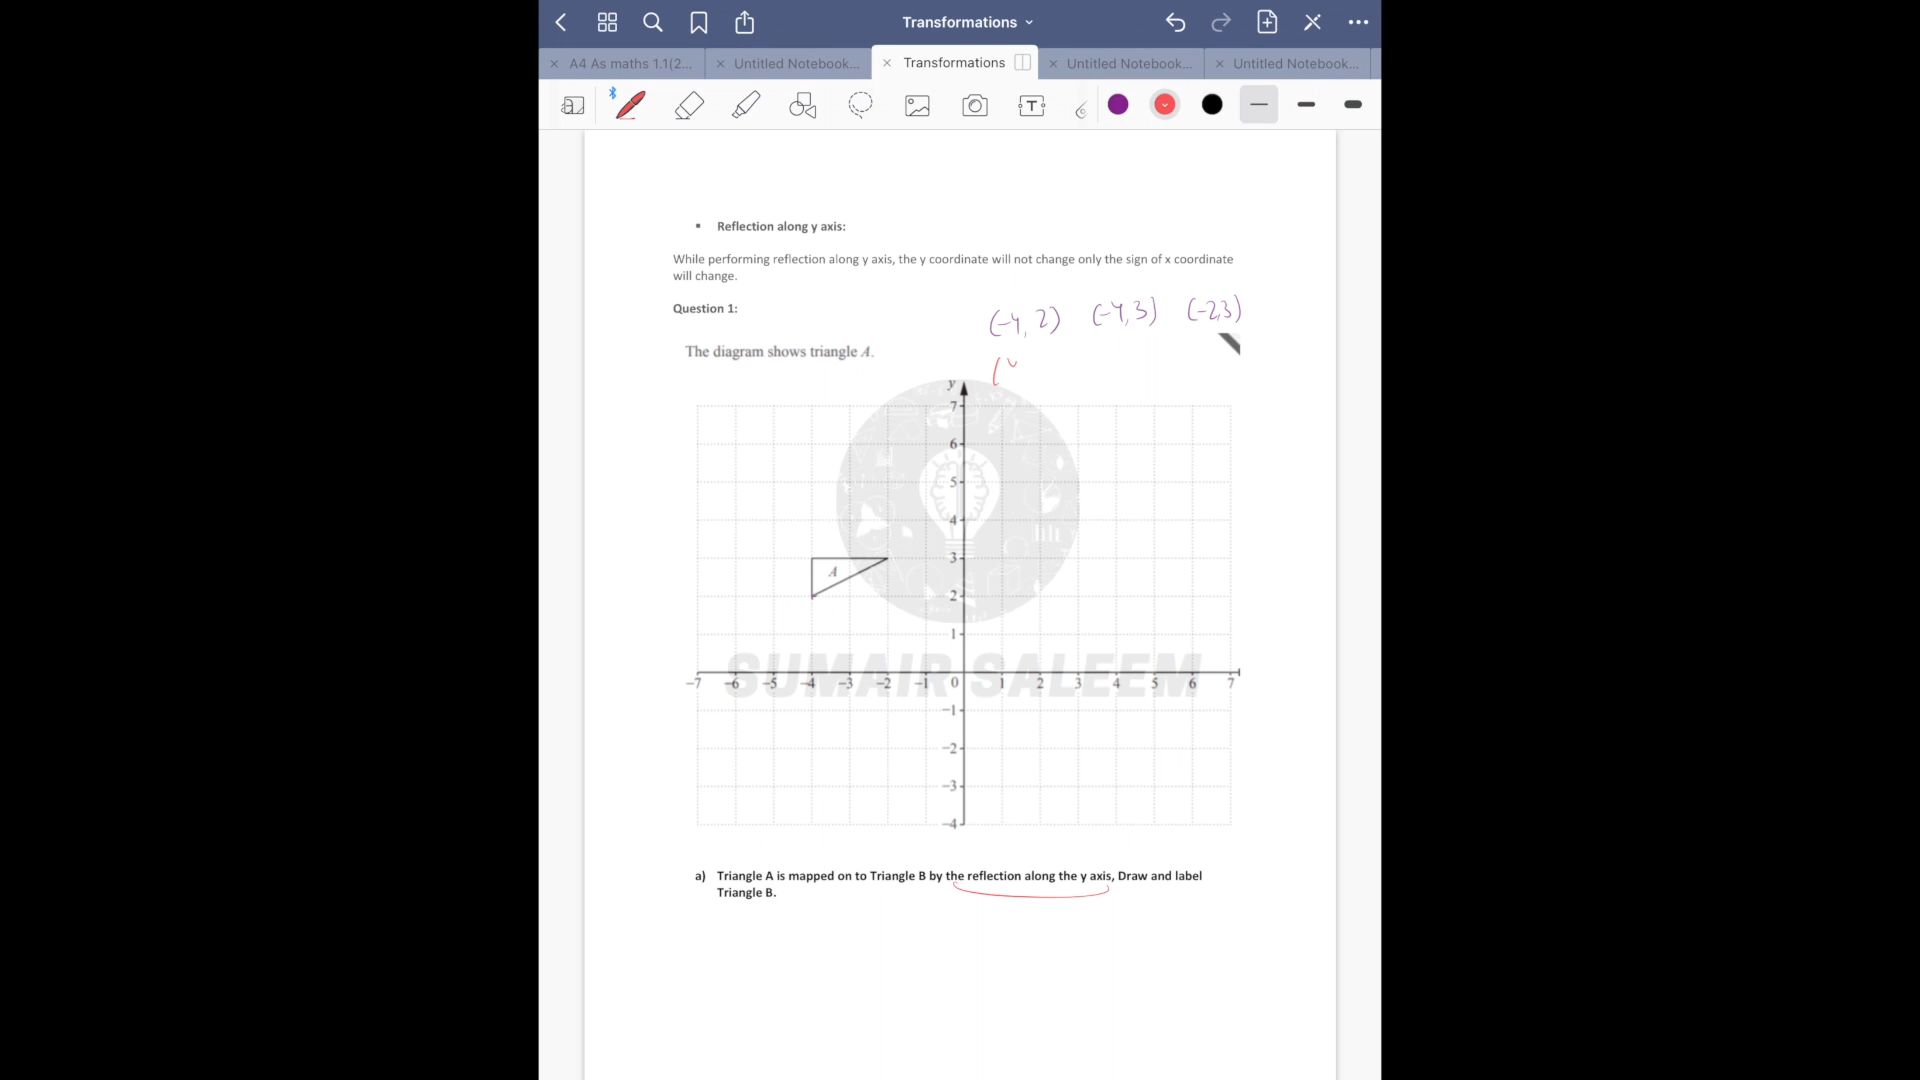 Transformations
A4 As maths 1.1(2...
Untitled Notebook...
Transformations
Untitled Notebook...
Untitled Notebook...
Reflection along y axis:
While performing reflection along y axis, the y coordinate will not change only the sign of x coordinate
will change.
Question 1:
(-4, 2) (-4,3) (-2,3)
The diagram shows triangle A.
(4
y
7
6
5
4
3
A
2
1
SUMAIR SALEEM
-7 -6 -5 -4 -3 -2 -1 0 1 2 3 4 5 6 7
-1
-2
-3
-4
a) Triangle A is mapped on to Triangle B by the reflection along the y axis, Draw and label
Triangle B.